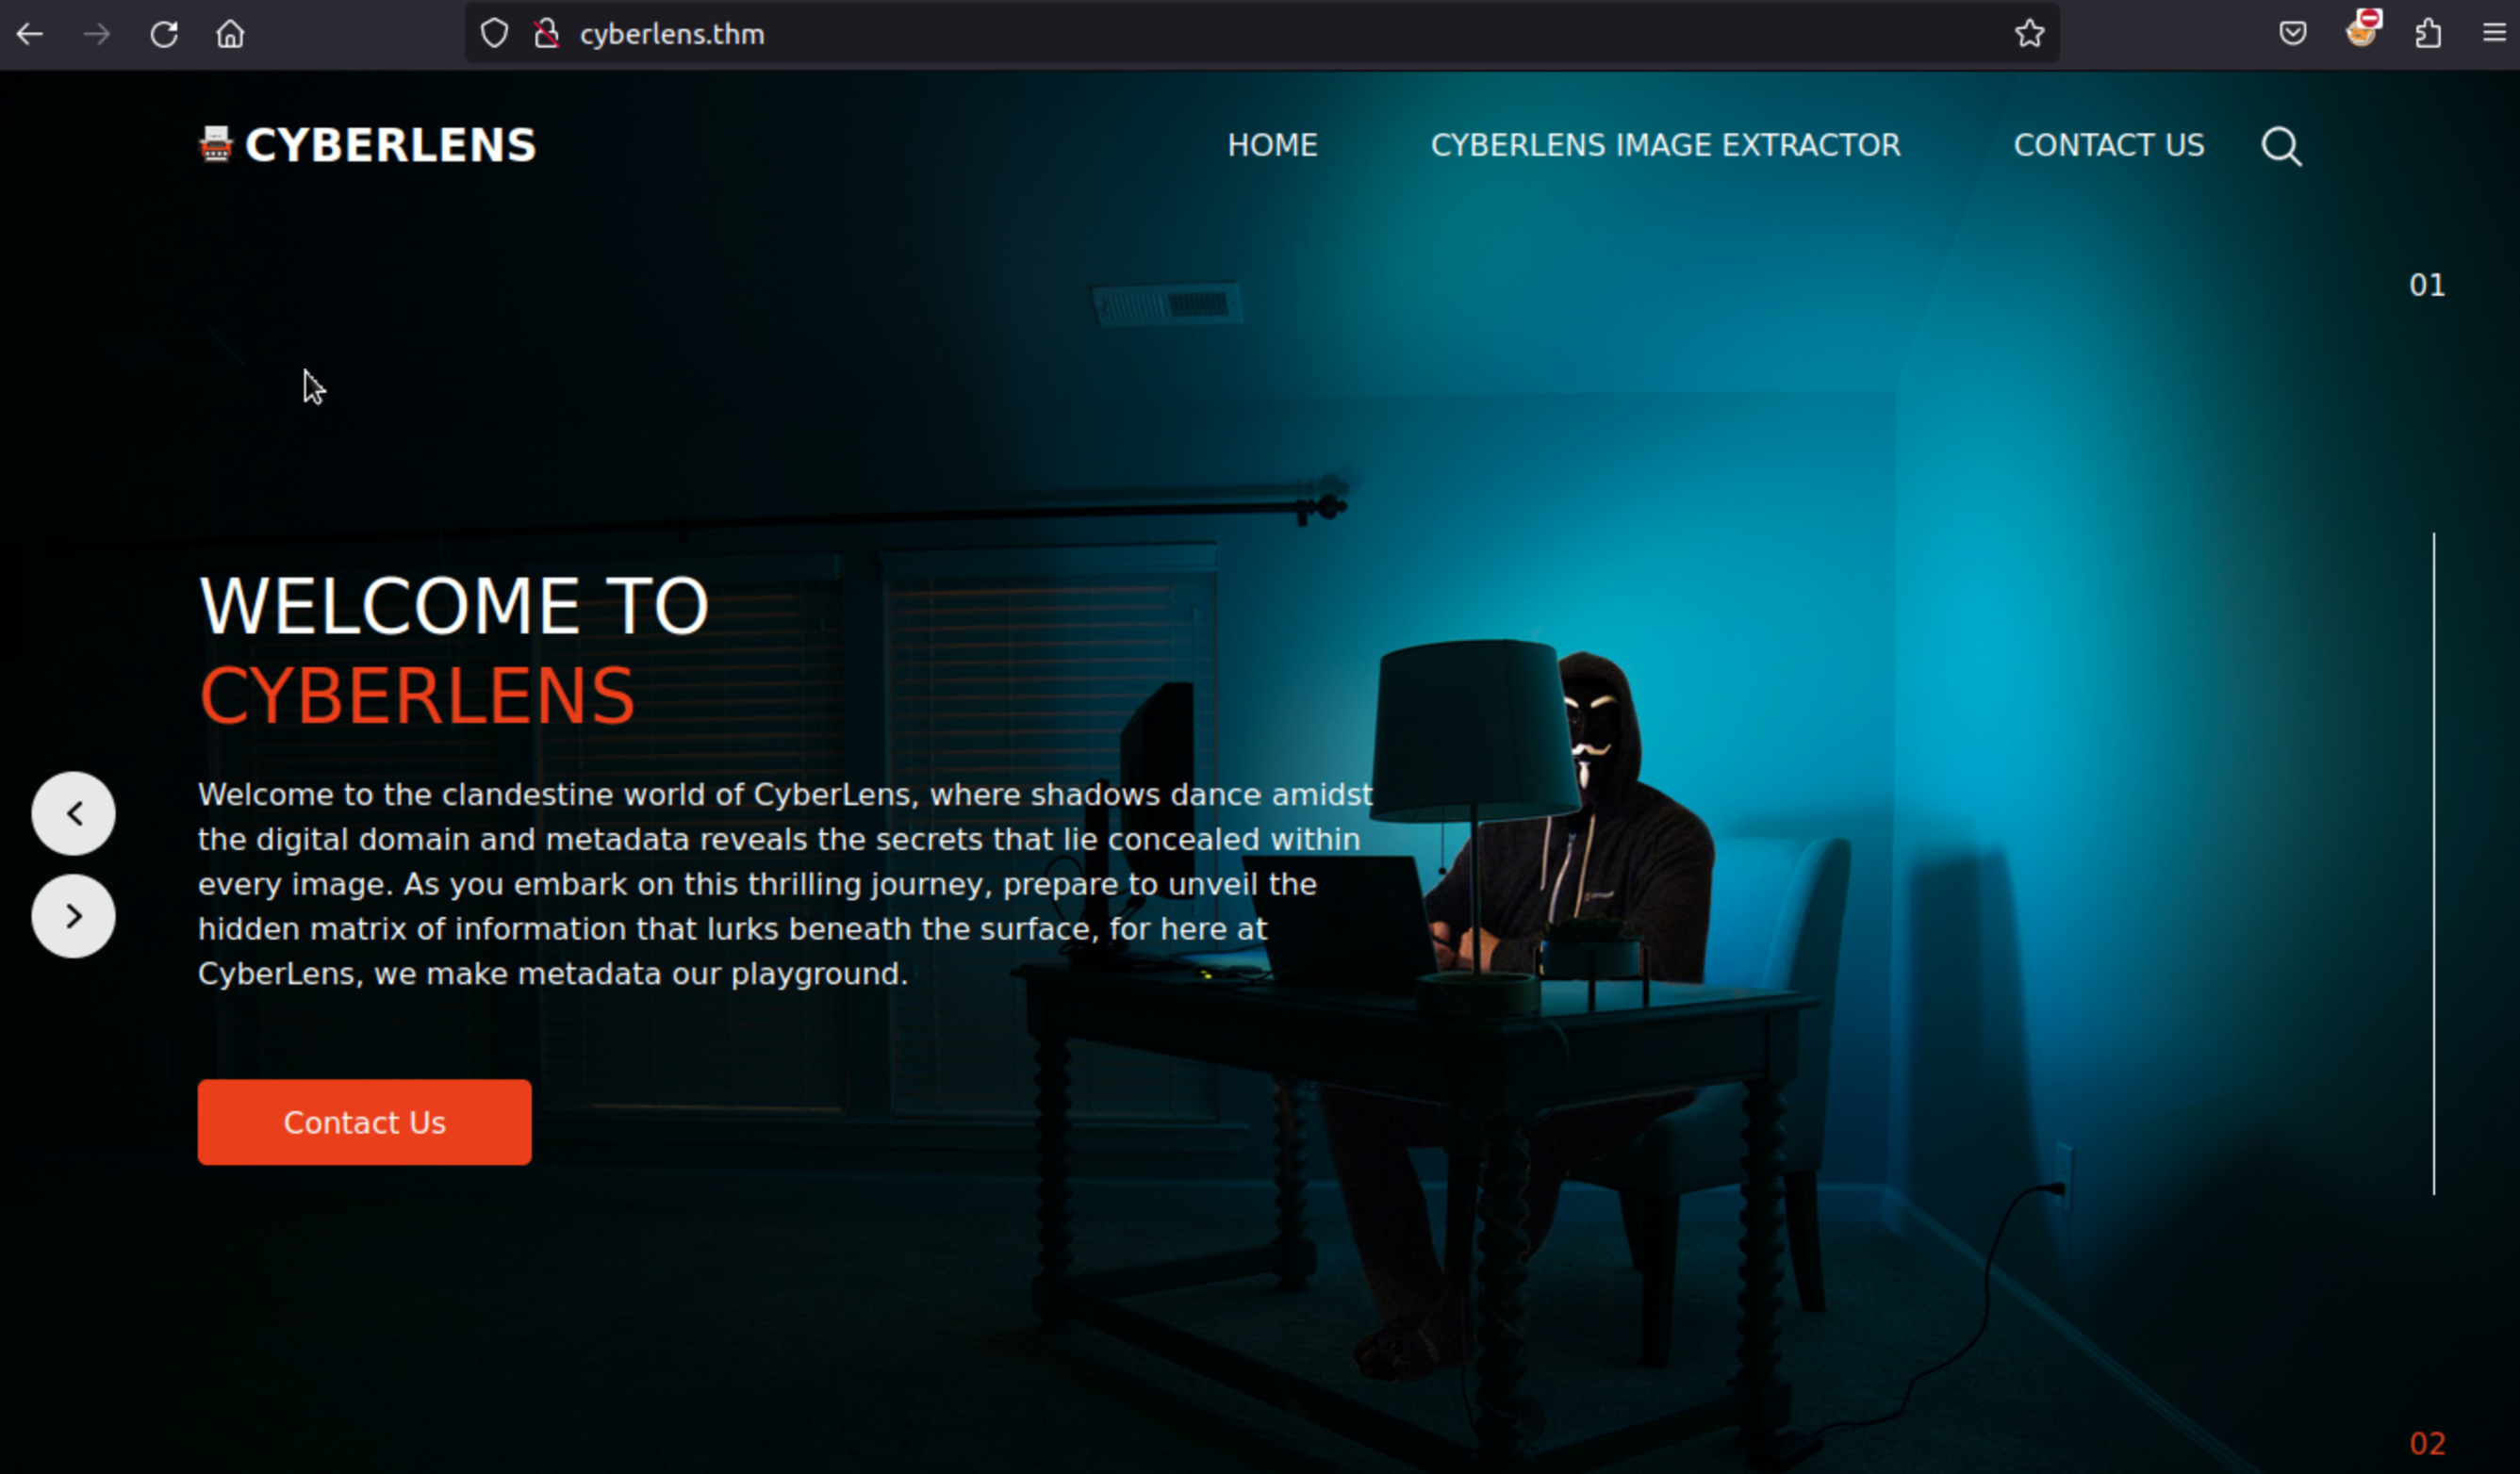 cyberlens.thm
CYBERLENS
HOME CYBERLENS IMAGE EXTRACTOR CONTACT US
01
WELCOME TO
CYBERLENS
Welcome to the clandestine world of CyberLens, where shadows dance amidst
the digital domain and metadata reveals the secrets that lie concealed within
every image. As you embark on this thrilling journey, prepare to unveil the
hidden matrix of information that lurks beneath the surface, for here at
CyberLens, we make metadata our playground.
Contact Us
02